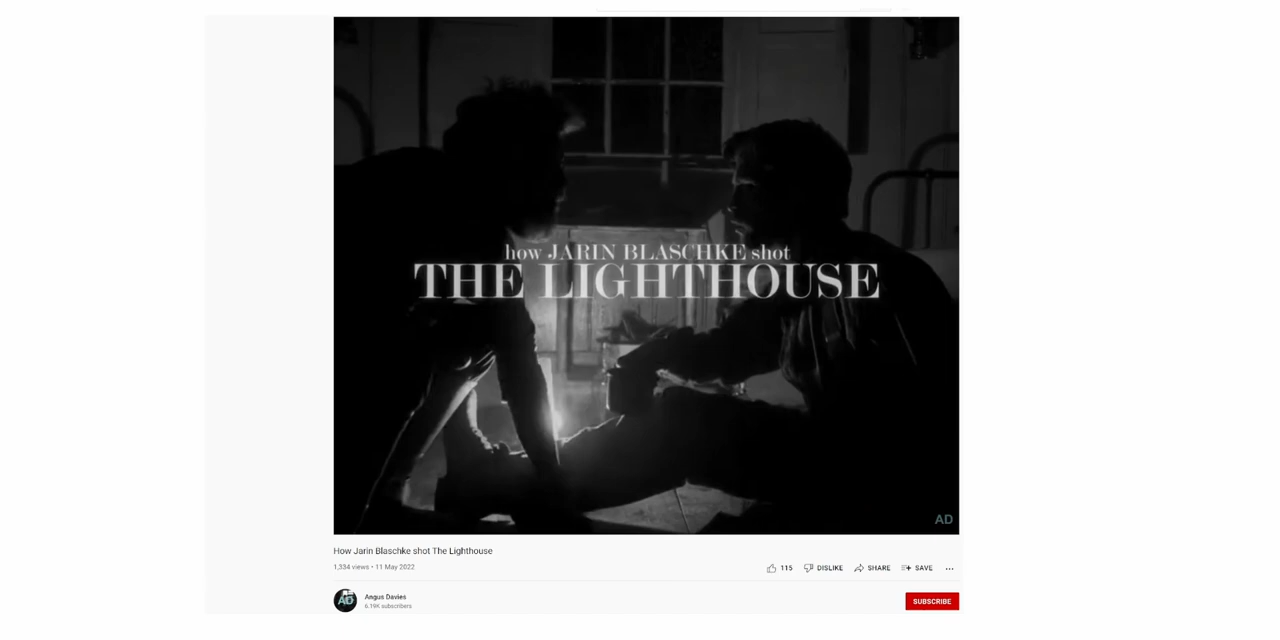 how JARIN BLASCHKE shot
THE LIGHTHOUSE
AD
How Jarin Blaschke shot The Lighthouse
1,334 views • 11 May 2022
115 DISLIKE SHARE SAVE ...
AD
Angus Davies
6.19K subscribers
SUBSCRIBE